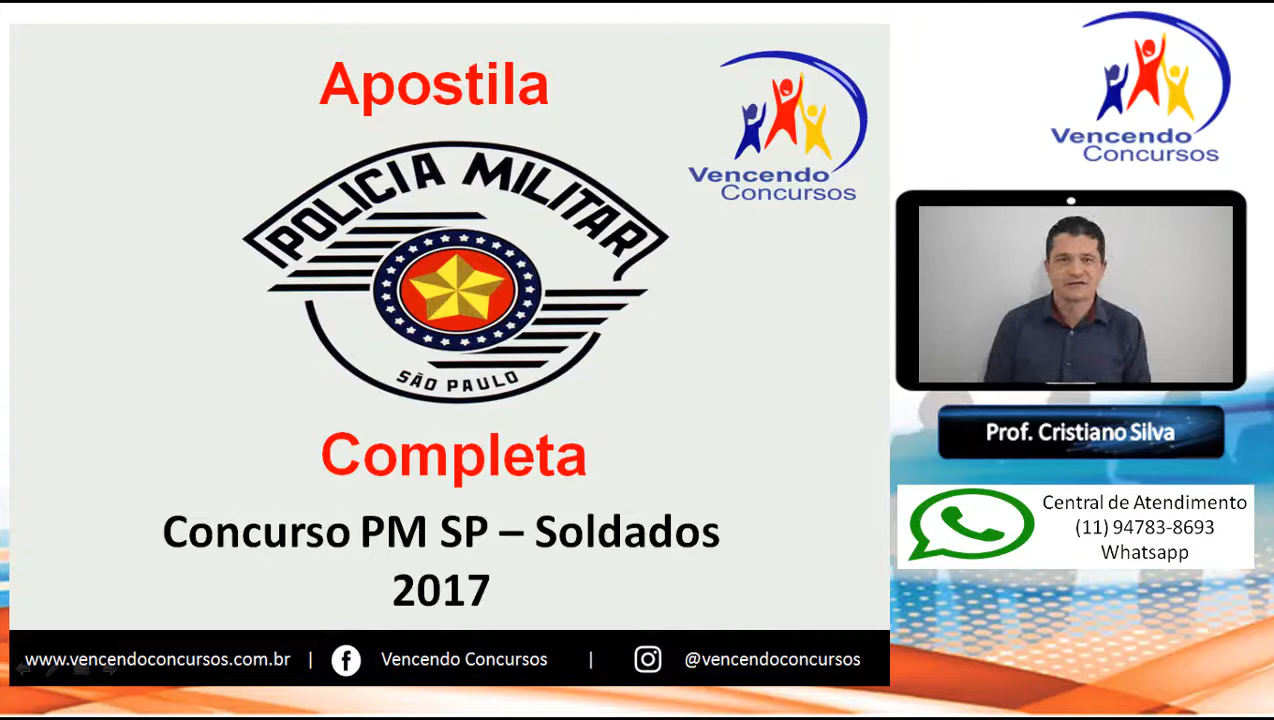 Apostila
POLICIA MILITAR
SÃO PAULO
Vencendo
Concursos
Completa
Concurso PM SP – Soldados
2017
www.vencendoconcursos.com.br | Vencendo Concursos | @vencendoconcursos
Vencendo
Concursos
Prof. Cristiano Silva
Central de Atendimento
(11) 94783-8693
Whatsapp